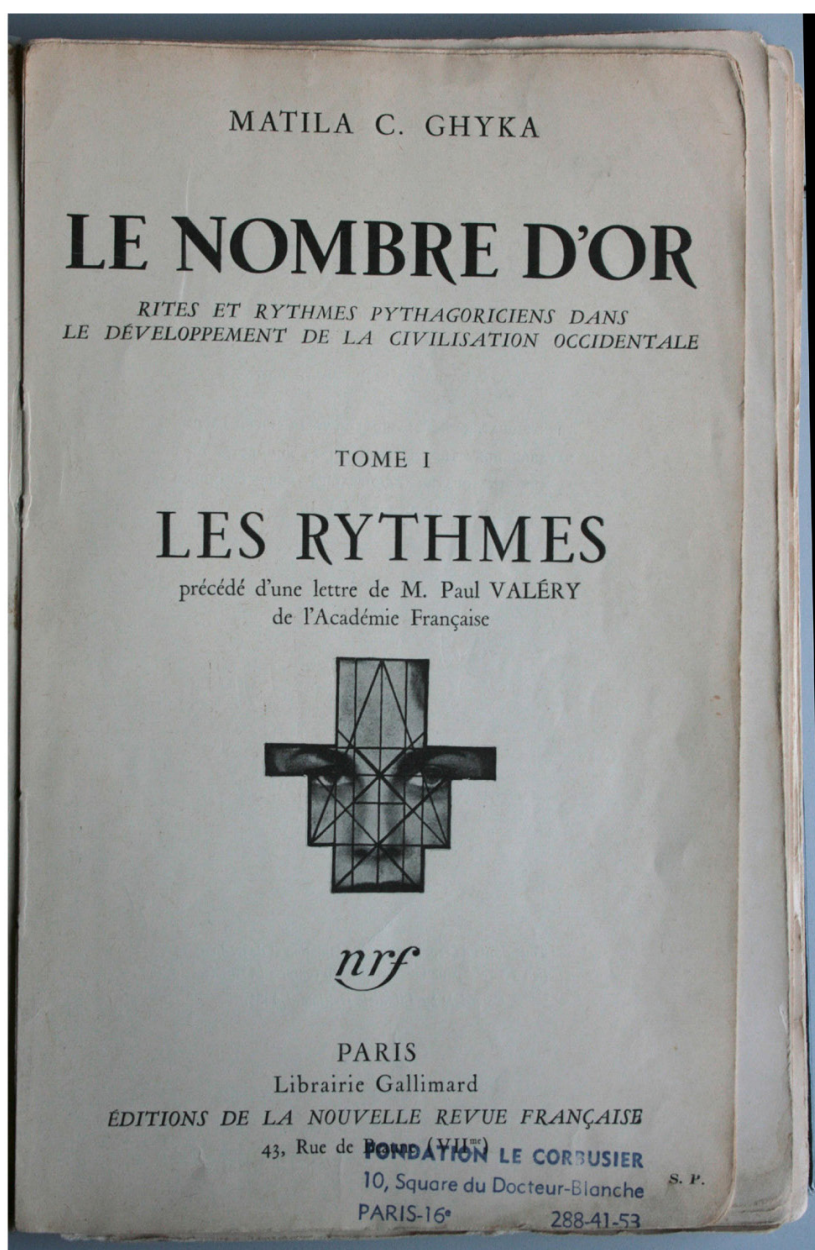 MATILA C. GHYKA
LE NOMBRE D'OR
RITES ET RYTHMES PYTHAGORICIENS DANS
LE DÉVELOPPEMENT DE LA CIVILISATION OCCIDENTALE
TOME I
LES RYTHMES
précédé d'une lettre de M. Paul VALÉRY
de l'Académie Française
nrf
PARIS
Librairie Gallimard
ÉDITIONS DE LA NOUVELLE REVUE FRANÇAISE
43, Rue de (VIIme)
FONDATION LE CORBUSIER
S. P.
10, Square du Docteur-Blanche
PARIS-16e 288-41-53